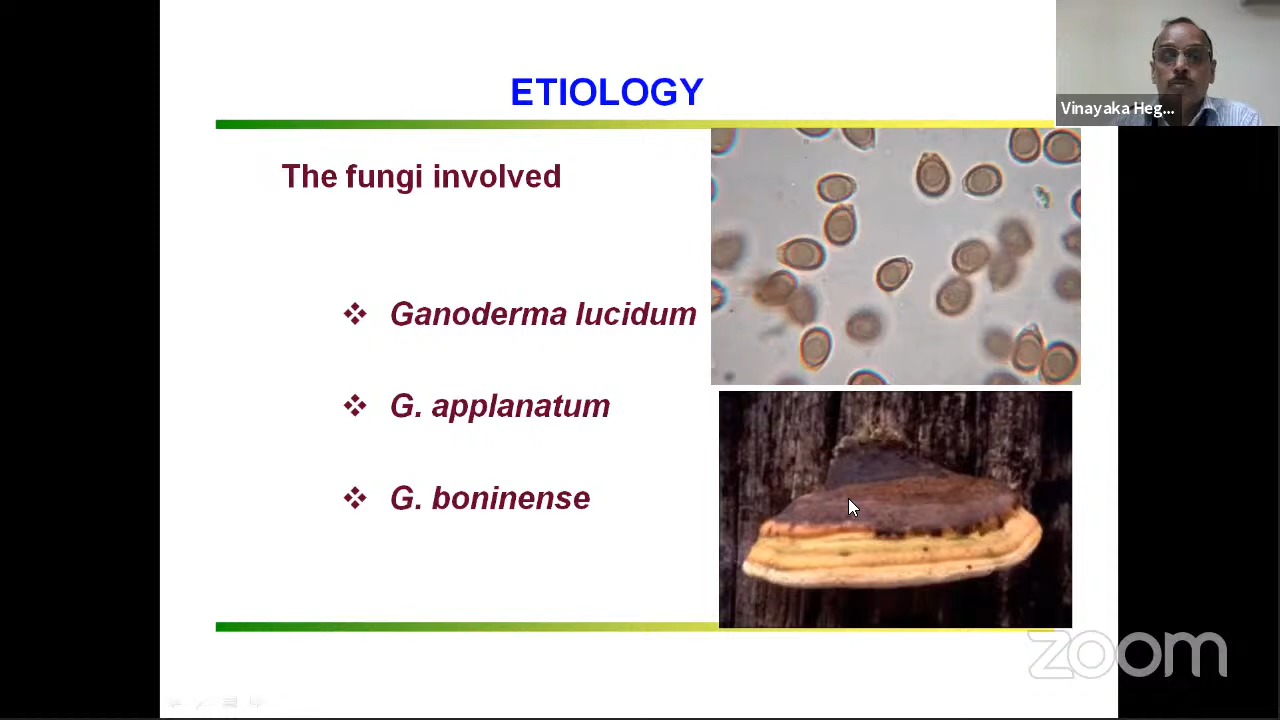 ETIOLOGY
Vinayaka Heg...
The fungi involved
❖ Ganoderma lucidum
❖ G. applanatum
❖ G. boninense
zoom